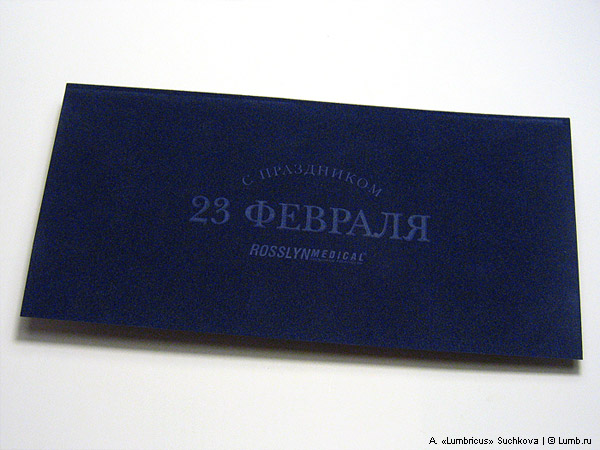 С ПРАЗДНИКОМ
23 ФЕВРАЛЯ
ROSSLYNMEDICAL
A. «Lumbricus» Suchkova | © Lumb.ru